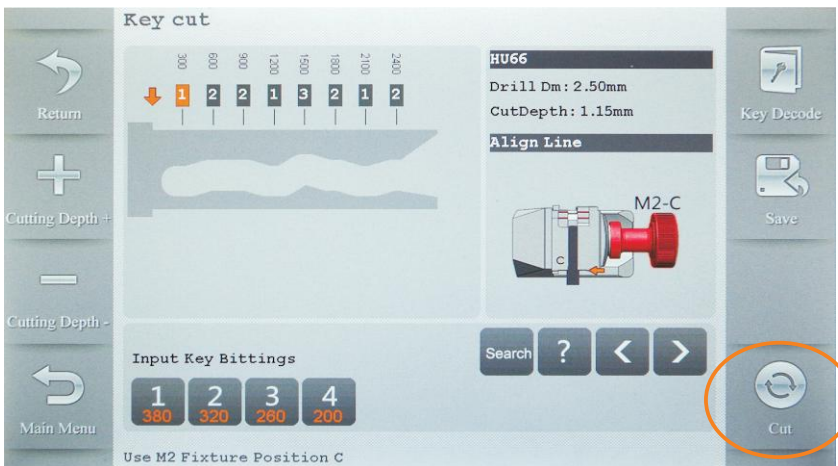 Key cut
Return
Cutting Depth +
Cutting Depth -
Main Menu
300 600 900 1200 1500 1800 2100 2400
1 2 2 1 3 2 1 2
HU66
Drill Dm: 2.50mm
CutDepth: 1.15mm
Align Line
M2-C
C
Input Key Bittings
1 2 3 4
380 320 260 200
Search ? < >
Use M2 Fixture Position C
Key Decode
Save
Cut